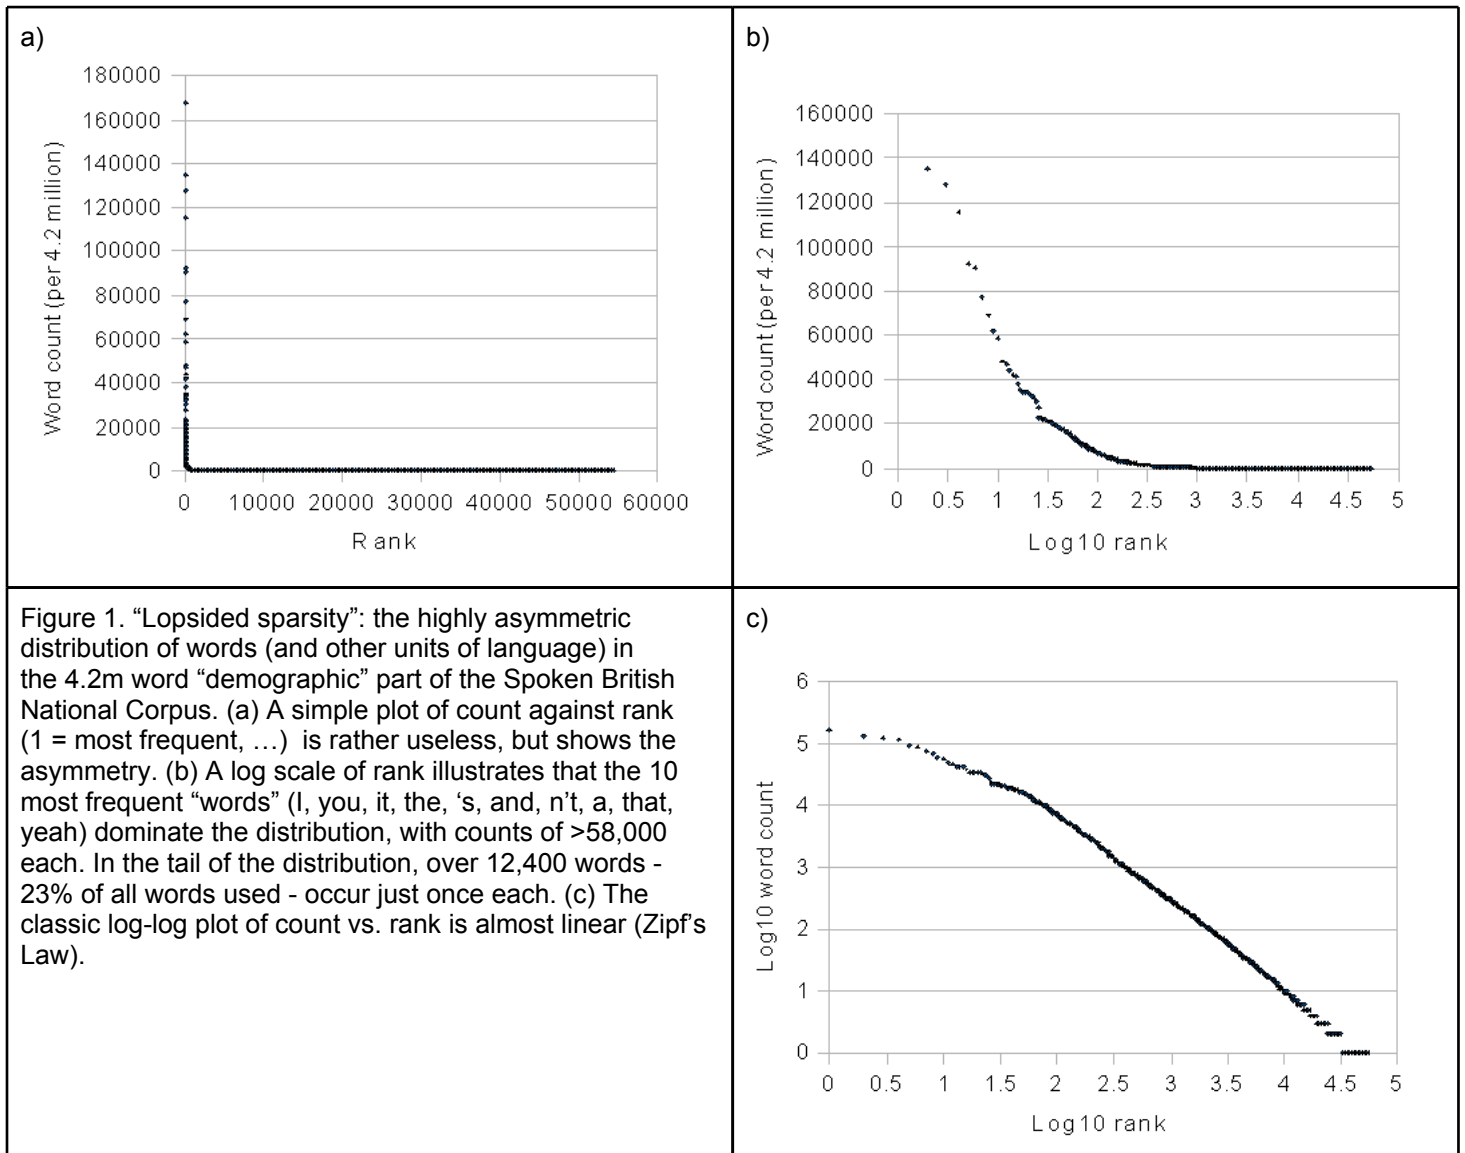 a)
180000
160000
140000
120000
100000
80000
60000
40000
20000
0
Word count (per 4.2 million)
0 10000 20000 30000 40000 50000 60000
Rank
b)
160000
140000
120000
100000
80000
60000
40000
20000
0
Word count (per 4.2 million)
0 0.5 1 1.5 2 2.5 3 3.5 4 4.5 5
Log10 rank
Figure 1. “Lopsided sparsity”: the highly asymmetric
distribution of words (and other units of language) in
the 4.2m word “demographic” part of the Spoken British
National Corpus. (a) A simple plot of count against rank
(1 = most frequent, …)  is rather useless, but shows the
asymmetry. (b) A log scale of rank illustrates that the 10
most frequent “words” (I, you, it, the, ‘s, and, n’t, a, that,
yeah) dominate the distribution, with counts of >58,000
each. In the tail of the distribution, over 12,400 words -
23% of all words used - occur just once each. (c) The
classic log-log plot of count vs. rank is almost linear (Zipf’s
Law).
c)
6
5
4
3
2
1
0
Log10 word count
0 0.5 1 1.5 2 2.5 3 3.5 4 4.5 5
Log10 rank